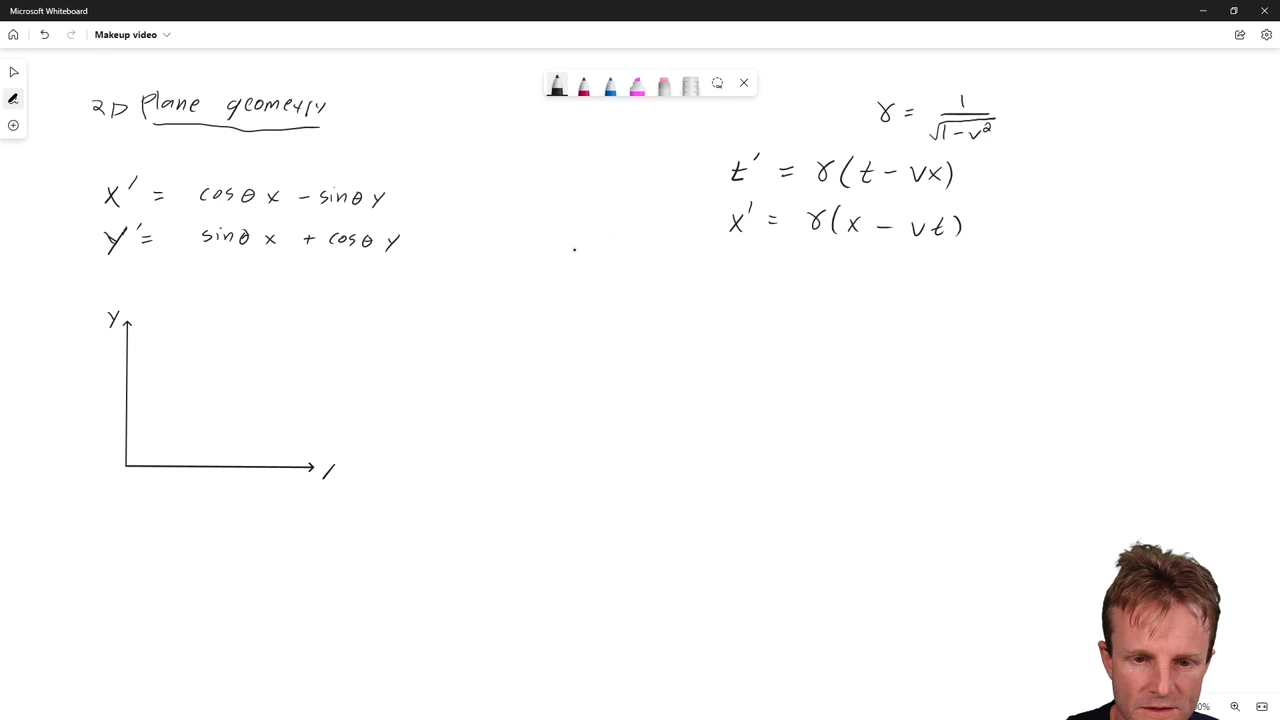 Microsoft Whiteboard
Makeup video
2D Plane geometry
x' = cosθ x - sinθ y
y' = sinθ x + cosθ y
y
γ = 1/√(1-v²)
t' = γ(t - vx)
x' = γ(x - vt)